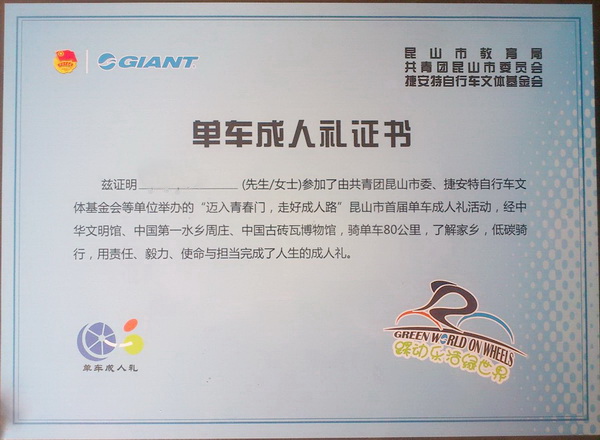 GIANT
昆山市教育局
共青团昆山市委员会
捷安特自行车文体基金会
单车成人礼证书
兹证明 (先生/女士)参加了由共青团昆山市委、捷安特自行车文
体基金会等单位举办的“迈入青春门，走好成人路”昆山市首届单车成人礼活动，经中
华文明馆、中国第一水乡周庄、中国古砖瓦博物馆，骑单车80公里，了解家乡，低碳骑
行，用责任、毅力、使命与担当完成了人生的成人礼。
单车成人礼
GREEN WORLD ON WHEELS
踩动乐活绿世界